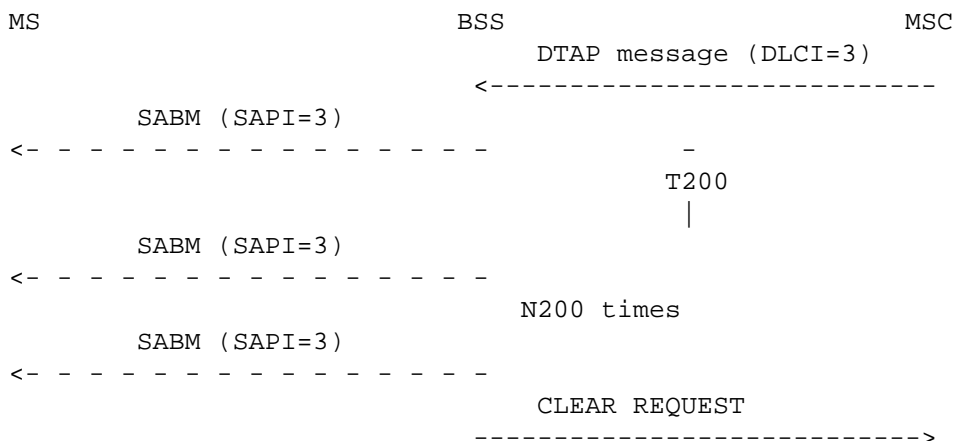 MS BSS MSC
DTAP message (DLCI=3)
<----------------------------
SABM (SAPI=3)
<- - - - - - - - - - - - - - - -
T200
|
SABM (SAPI=3)
<- - - - - - - - - - - - - - -
N200 times
SABM (SAPI=3)
<- - - - - - - - - - - - - - -
CLEAR REQUEST
---------------------------->